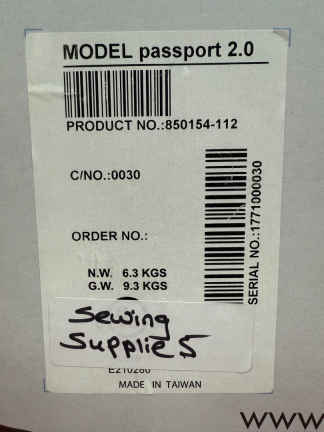 MODEL passport 2.0
PRODUCT NO.:850154-112
C/NO.:0030
ORDER NO.:
SERIAL NO.:1771000030
N.W. 6.3 KGS
G.W. 9.3 KGS
Sewing
Supplies
E210280
MADE IN TAIWAN
www